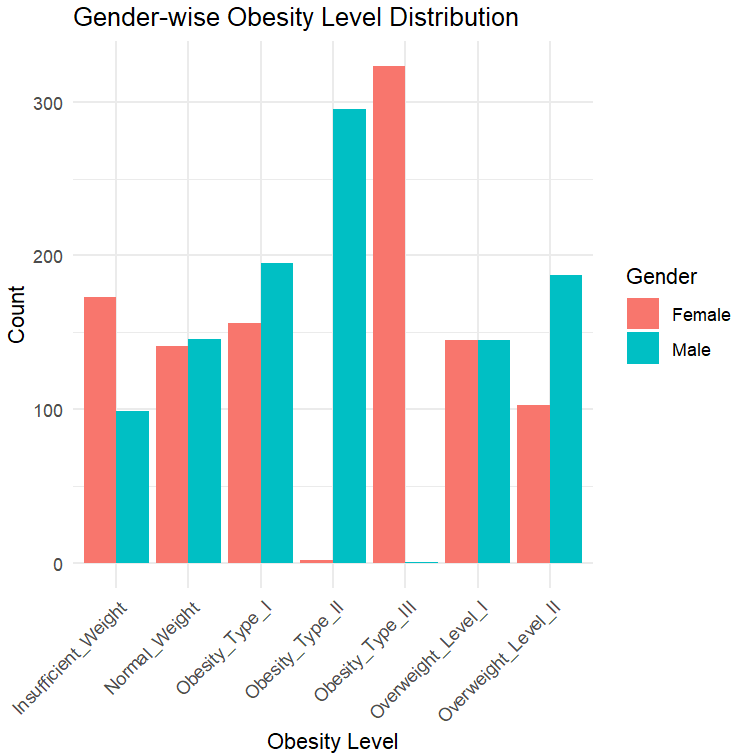 Gender-wise Obesity Level Distribution
Count
300
200
100
0
Insufficient_Weight
Normal_Weight
Obesity_Type_I
Obesity_Type_II
Obesity_Type_III
Overweight_Level_I
Overweight_Level_II
Obesity Level
Gender
Female
Male